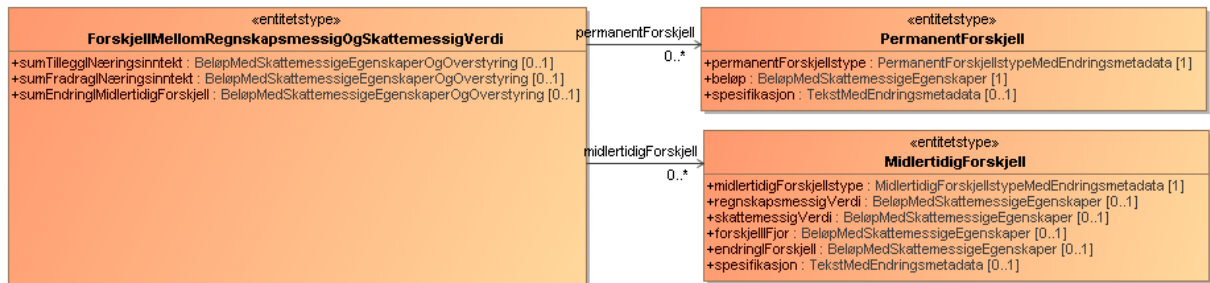 «entitetstype»
ForskjellMellomRegnskapsmessigOgSkattemessigVerdi
+sumTilleggINæringsinntekt : BeløpMedSkattemessigeEgenskaperOgOverstyring [0..1]
+sumFradragINæringsinntekt : BeløpMedSkattemessigeEgenskaperOgOverstyring [0..1]
+sumEndringIMidlertidigForskjell : BeløpMedSkattemessigeEgenskaperOgOverstyring [0..1]
permanentForskjell
0..*
«entitetstype»
PermanentForskjell
+permanentForskjellstype : PermanentForskjellstypeMedEndringsmetadata [1]
+beløp : BeløpMedSkattemessigeEgenskaper [1]
+spesifikasjon : TekstMedEndringsmetadata [0..1]
midlertidigForskjell
0..*
«entitetstype»
MidlertidigForskjell
+midlertidigForskjellstype : MidlertidigForskjellstypeMedEndringsmetadata [1]
+regnskapsmessigVerdi : BeløpMedSkattemessigeEgenskaper [0..1]
+skattemessigVerdi : BeløpMedSkattemessigeEgenskaper [0..1]
+forskjellIFjor : BeløpMedSkattemessigeEgenskaper [0..1]
+endringIForskjell : BeløpMedSkattemessigeEgenskaper [0..1]
+spesifikasjon : TekstMedEndringsmetadata [0..1]